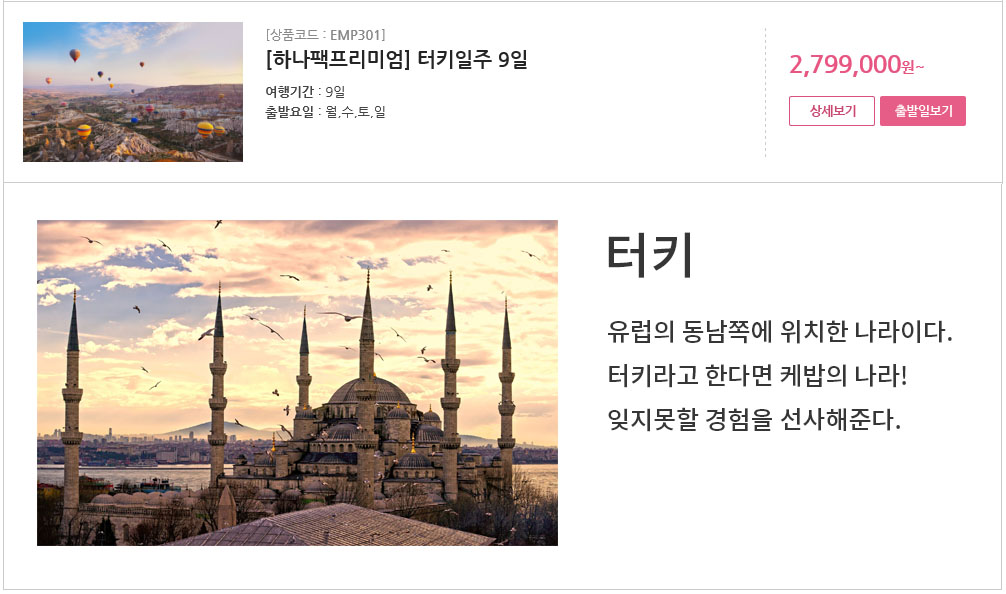 [상품코드 : EMP301]
[하나팩프리미엄] 터키일주 9일
여행기간 : 9일
출발요일 : 월,수,토,일
2,799,000원~
상세보기 출발일보기
터키
유럽의 동남쪽에 위치한 나라이다.
터키라고 한다면 케밥의 나라!
잊지못할 경험을 선사해준다.